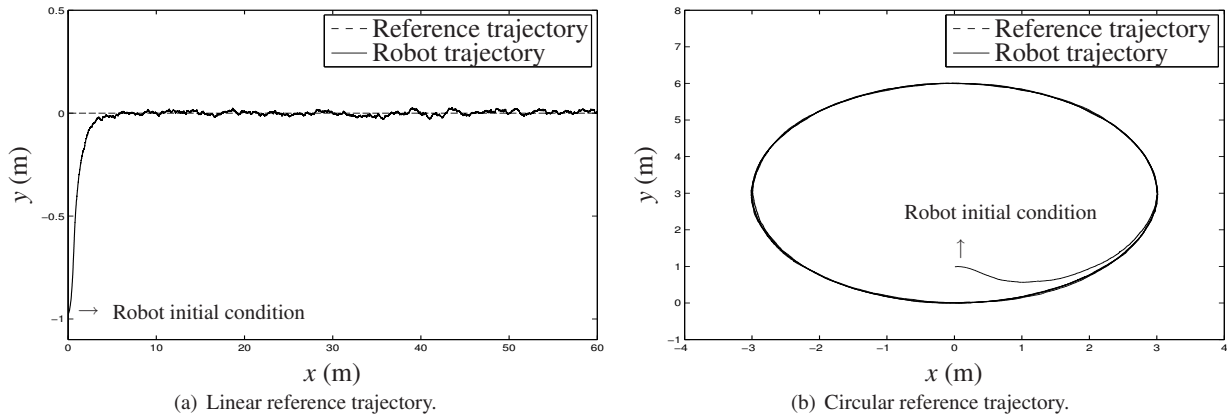 0.5
0
−0.5
−1
y (m)
Reference trajectory
Robot trajectory
→ Robot initial condition
0 10 20 30 40 50 60
x (m)
(a) Linear reference trajectory.
8
7
6
5
4
3
2
1
0
−1
y (m)
Reference trajectory
Robot trajectory
Robot initial condition
↑
−4 −3 −2 −1 0 1 2 3 4
x (m)
(b) Circular reference trajectory.